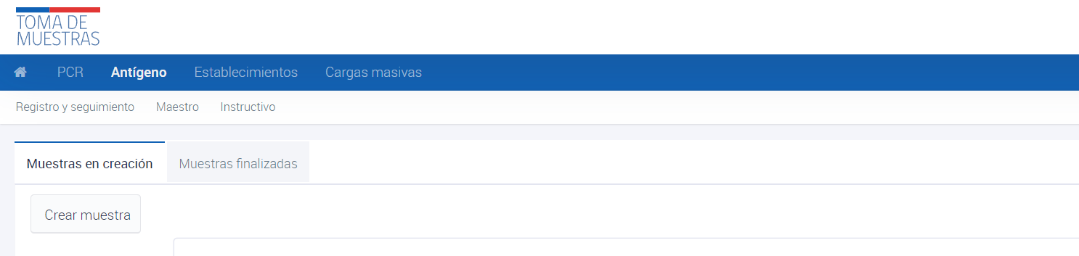 TOMA DE
MUESTRAS
PCR Antígeno Establecimientos Cargas masivas
Registro y seguimiento Maestro Instructivo
Muestras en creación Muestras finalizadas
Crear muestra